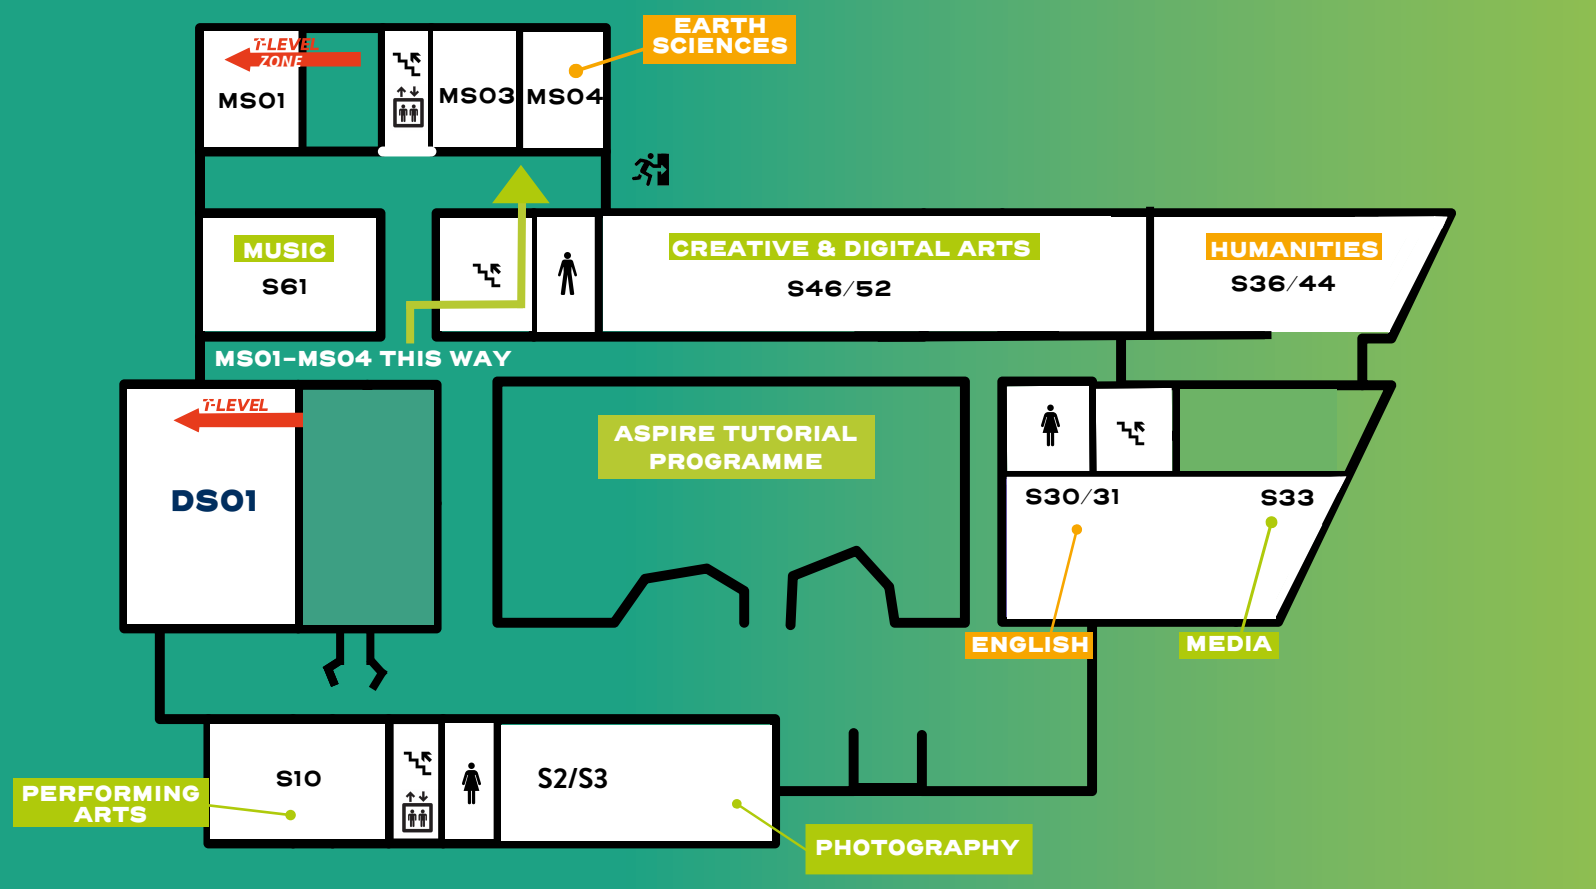 EARTH
SCIENCES
T-LEVEL
ZONE
MS01
MS03
MS04
MUSIC
S61
CREATIVE & DIGITAL ARTS
S46/52
HUMANITIES
S36/44
MS01-MS04 THIS WAY
T-LEVEL
DS01
ASPIRE TUTORIAL
PROGRAMME
S30/31
S33
ENGLISH
MEDIA
S10
S2/S3
PERFORMING
ARTS
PHOTOGRAPHY